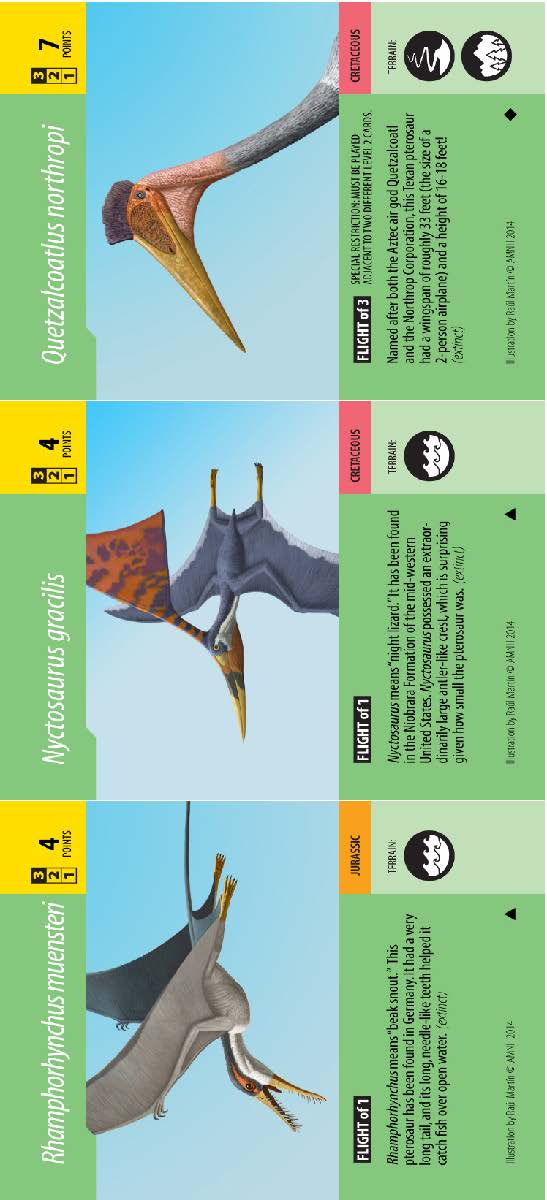 Rhamphorhynchus muensteri
3
2
1
4
POINTS
JURASSIC
FLIGHT of 1
TERRAIN:
Rhamphorhynchus means “beak snout.” This
pterosaur has been found in Germany. It had a very
long tail, and its long, needle-like teeth helped it
catch fish over open water. (extinct)
Illustration by Raúl Martín © AMNH 2014
Nyctosaurus gracilis
3
2
1
4
POINTS
CRETACEOUS
FLIGHT of 1
TERRAIN:
Nyctosaurus means “night lizard.” It has been found
in the Niobrara Formation of the mid-western
United States. Nyctosaurus possessed an extraor-
dinarily large antler-like crest, which is surprising
given how small the pterosaur was. (extinct)
Illustration by Raúl Martín © AMNH 2014
Quetzalcoatlus northropi
3
2
1
7
POINTS
CRETACEOUS
FLIGHT of 3
SPECIAL RESTRICTION: MUST BE PLAYED
ADJACENT TO TWO DIFFERENT LEVEL 2 CARDS.
TERRAIN:
Named after both the Aztec air god Quetzalcoatl
and the Northrop Corporation, this Texan pterosaur
had a wingspan of roughly 33 feet (the size of a
2-person airplane) and a height of 16-18 feet!
(extinct)
Illustration by Raúl Martín © AMNH 2014